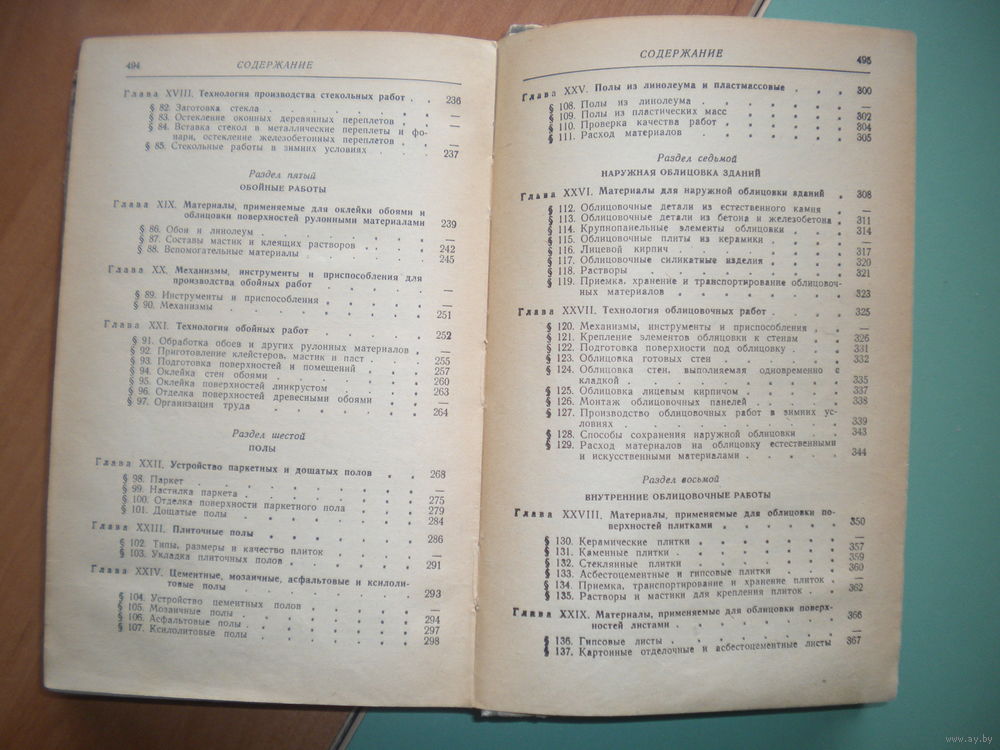 494 СОДЕРЖАНИЕ
Глава XVIII. Технология производства стекольных работ . . 236
§ 82. Заготовка стекла . . . . . . . —
§ 83. Остекление оконных деревянных переплетов . . —
§ 84. Вставка стекол в металлические переплеты и фо-
нари, остекление железобетонных переплетов . . —
§ 85. Стекольные работы в зимних условиях . . . 237
Раздел пятый
ОБОЙНЫЕ РАБОТЫ
Глава XIX. Материалы, применяемые для оклейки обоями и
облицовки поверхностей рулонными материалами 239
§ 86. Обои и линолеум . . . . . . . —
§ 87. Составы мастик и клеящих растворов . . . 242
§ 88. Вспомогательные материалы . . . . . 245
Глава XX. Механизмы, инструменты и приспособления для
производства обойных работ . . . . —
§ 89. Инструменты и приспособления . . . . —
§ 90. Механизмы . . . . . . . . 251
Глава XXI. Технология обойных работ . . . . 252
§ 91. Обработка обоев и других рулонных материалов . —
§ 92. Приготовление клейстеров, мастик и паст . . . 255
§ 93. Подготовка поверхностей и помещений . . . 257
§ 94. Оклейка стен обоями . . . . . . 260
§ 95. Оклейка поверхностей линкрустом . . . . 263
§ 96. Отделка поверхностей древесными обоями . . —
§ 97. Организация труда . . . . . . 264
Раздел шестой
ПОЛЫ
Глава XXII. Устройство паркетных и дощатых полов . . 268
§ 98. Паркет . . . . . . . . —
§ 99. Настилка паркета . . . . . . . 275
§ 100. Отделка поверхности паркетного пола . . . 279
§ 101. Дощатые полы . . . . . . . 284
Глава XXIII. Плиточные полы . . . . . . 286
§ 102. Типы, размеры и качество плиток . . . . —
§ 103. Укладка плиточных полов . . . . . 291
Глава XXIV. Цементные, мозаичные, асфальтовые и ксилоли-
товые полы . . . . . . . 293
§ 104. Устройство цементных полов . . . . . —
§ 105. Мозаичные полы . . . . . . . 294
§ 106. Асфальтовые полы . . . . . . . 297
§ 107. Ксилолитовые полы . . . . . . 298
СОДЕРЖАНИЕ 495
Глава XXV. Полы из линолеума и пластмассовые . . . 300
§ 108. Полы из линолеума . . . . . . —
§ 109. Полы из пластических масс . . . . . 302
§ 110. Проверка качества работ . . . . . 304
§ 111. Расход материалов . . . . . . 305
Раздел седьмой
НАРУЖНАЯ ОБЛИЦОВКА ЗДАНИЙ
Глава XXVI. Материалы для наружной облицовки зданий . 308
§ 112. Облицовочные детали из естественного камня . —
§ 113. Облицовочные детали из бетона и железобетона . 311
§ 114. Крупнопанельные элементы облицовки . . . 314
§ 115. Облицовочные плиты из керамики . . . . —
§ 116. Лицевой кирпич . . . . . . . 317
§ 117. Облицовочные силикатные изделия . . . . 320
§ 118. Растворы . . . . . . . . 321
§ 119. Приемка, хранение и транспортирование облицовоч-
ных материалов . . . . . . . 323
Глава XXVII. Технология облицовочных работ . . . 325
§ 120. Механизмы, инструменты и приспособления . . —
§ 121. Крепление элементов облицовки к стенам . . 326
§ 122. Подготовка поверхности под облицовку . . . 331
§ 123. Облицовка готовых стен . . . . . 332
§ 124. Облицовка стен, выполняемая одновременно с
кладкой . . . . . . . . 335
§ 125. Облицовка лицевым кирпичом . . . . . 337
§ 126. Монтаж облицовочных панелей . . . . . 338
§ 127. Производство облицовочных работ в зимних ус-
ловиях . . . . . . . . 339
§ 128. Способы сохранения наружной облицовки . . 343
§ 129. Расход материалов на облицовку естественными
и искусственными материалами . . . . 344
Раздел восьмой
ВНУТРЕННИЕ ОБЛИЦОВОЧНЫЕ РАБОТЫ
Глава XXVIII. Материалы, применяемые для облицовки по-
верхностей плитками . . . . . 350
§ 130. Керамические плитки . . . . . . —
§ 131. Каменные плитки . . . . . . . 357
§ 132. Стеклянные плитки . . . . . . 359
§ 133. Асбестоцементные и гипсовые плитки . . . 360
§ 134. Приемка, транспортирование и хранение плиток . —
§ 135. Растворы и мастики для крепления плиток . . 362
Глава XXIX. Материалы, применяемые для облицовки поверх-
ностей листами . . . . . . 366
§ 136. Гипсовые листы . . . . . . . —
§ 137. Картонные отделочные и асбестоцементные листы 367
www.ay.by